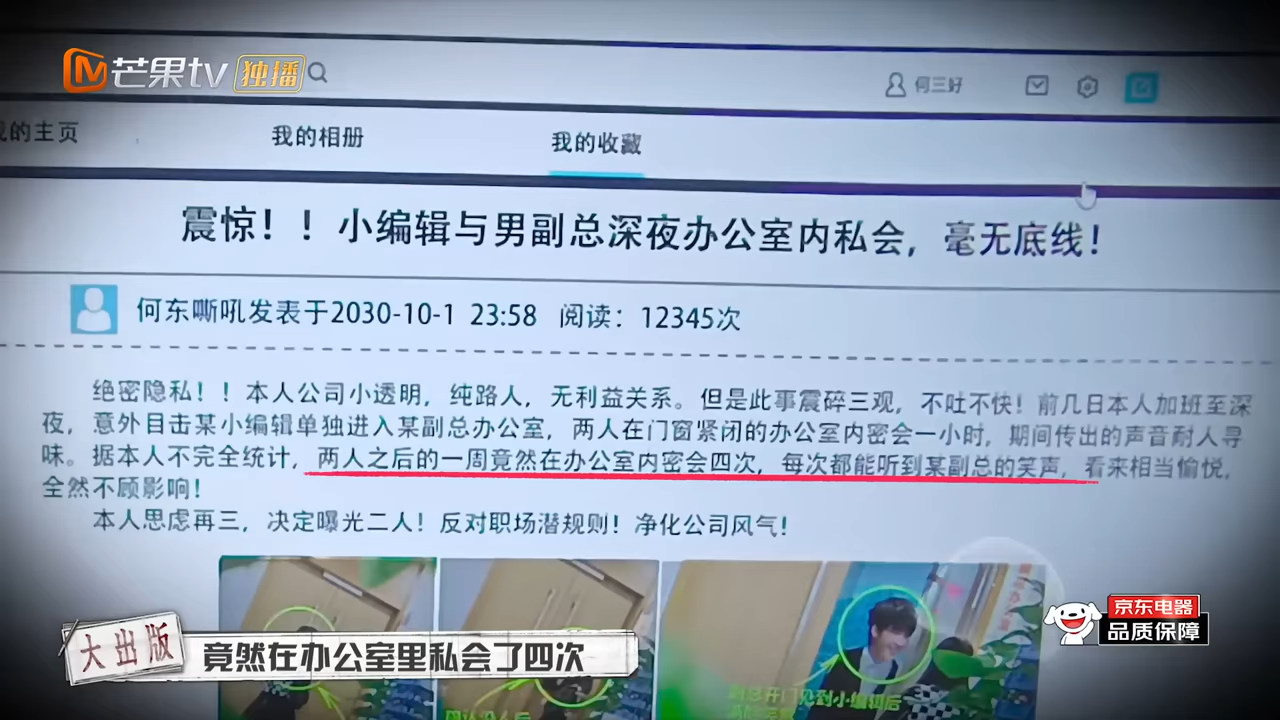 芒果tv 独播
何三好
我的主页
我的相册
我的收藏
震惊！！小编辑与男副总深夜办公室内私会，毫无底线！
何东嘶吼发表于2030-10-1 23:58 阅读：12345次
绝密隐私！！本人公司小透明，纯路人，无利益关系。但是此事震碎三观，不吐不快！前几日本人加班至深
夜，意外目击某小编辑单独进入某副总办公室，两人在门窗紧闭的办公室内密会一小时，期间传出的声音耐人寻
味。据本人不完全统计，两人之后的一周竟然在办公室内密会四次，每次都能听到某副总的笑声，看来相当愉悦，
全然不顾影响！
本人思虑再三，决定曝光二人！反对职场潜规则！净化公司风气！
开门见到小编辑后
京东电器
品质保障
大出版
竟然在办公室里私会了四次